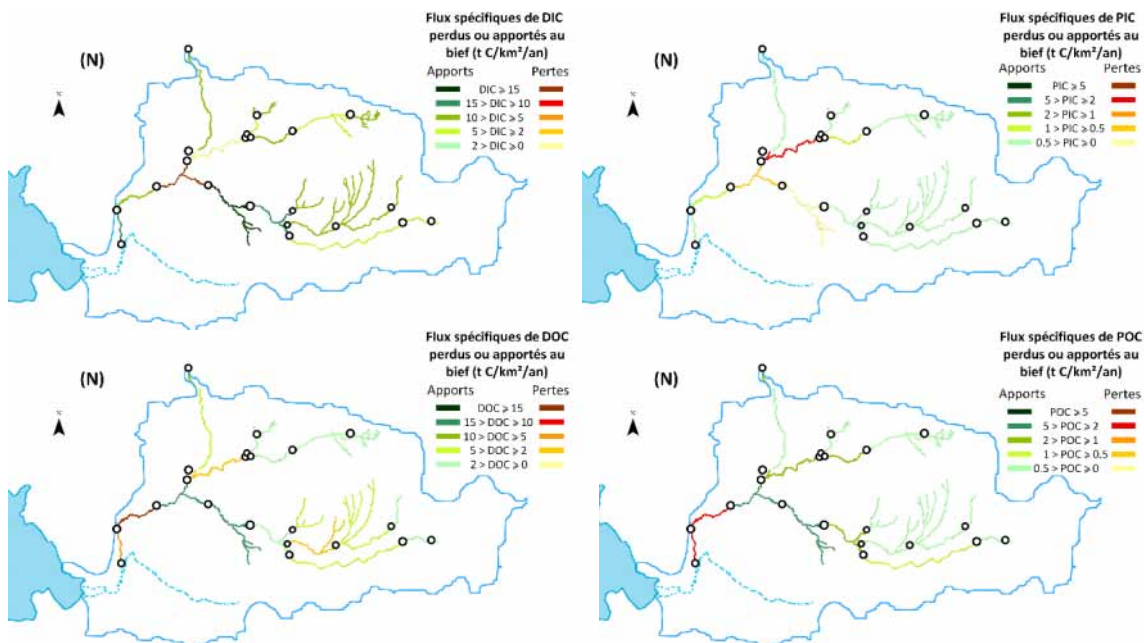 Flux spécifiques de DIC
perdus ou apportés au
bief (t C/km²/an)
(N)
Apports Pertes
DIC ⩾ 15
15 > DIC ⩾ 10
10 > DIC ⩾ 5
5 > DIC ⩾ 2
2 > DIC ⩾ 0
N
Flux spécifiques de PIC
perdus ou apportés au
bief (t C/km²/an)
(N)
Apports Pertes
PIC ⩾ 5
5 > PIC ⩾ 2
2 > PIC ⩾ 1
1 > PIC ⩾ 0.5
0.5 > PIC ⩾ 0
N
Flux spécifiques de DOC
perdus ou apportés au
bief (t C/km²/an)
(N)
Apports Pertes
DOC ⩾ 15
15 > DOC ⩾ 10
10 > DOC ⩾ 5
5 > DOC ⩾ 2
2 > DOC ⩾ 0
N
Flux spécifiques de POC
perdus ou apportés au
bief (t C/km²/an)
(N)
Apports Pertes
POC ⩾ 5
5 > POC ⩾ 2
2 > POC ⩾ 1
1 > POC ⩾ 0.5
0.5 > POC ⩾ 0
N